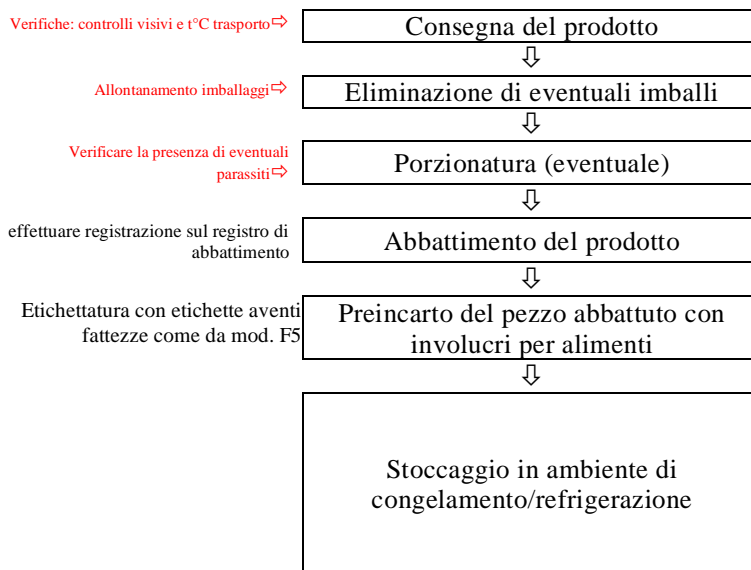 Verifiche: controlli visivi e t°C trasporto⇨
Consegna del prodotto
⇩
Allontanamento imballaggi⇨
Eliminazione di eventuali imballi
⇩
Verificare la presenza di eventuali
parassiti⇨
Porzionatura (eventuale)
⇩
effettuare registrazione sul registro di
abbattimento
Abbattimento del prodotto
⇩
Etichettatura con etichette aventi
fattezze come da mod. F5
Preincarto del pezzo abbattuto con
involucri per alimenti
⇩
Stoccaggio in ambiente di
congelamento/refrigerazione